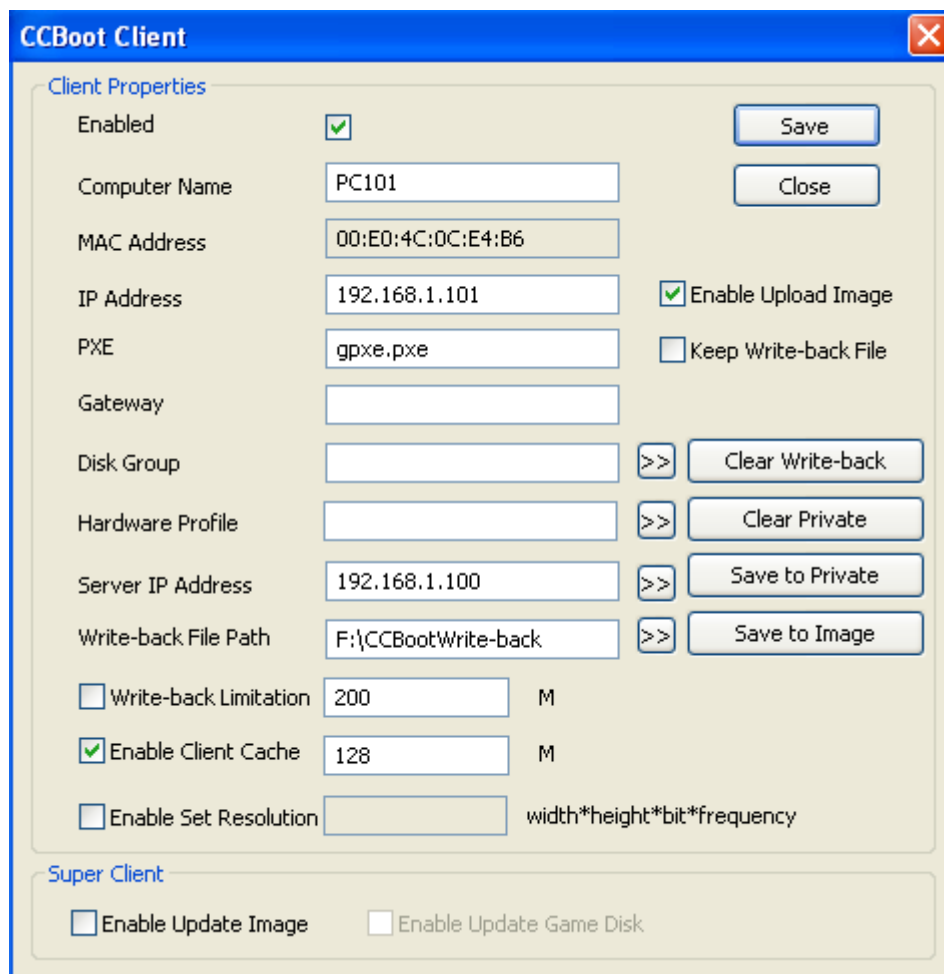 CCBoot Client
Client Properties
Enabled
Save
Computer Name PC101
Close
MAC Address 00:E0:4C:0C:E4:B6
IP Address 192.168.1.101 Enable Upload Image
PXE gpxe.pxe Keep Write-back File
Gateway
Disk Group >> Clear Write-back
Hardware Profile >> Clear Private
Server IP Address 192.168.1.100 >> Save to Private
Write-back File Path F:\CCBootWrite-back >> Save to Image
Write-back Limitation 200 M
Enable Client Cache 128 M
Enable Set Resolution width*height*bit*frequency
Super Client
Enable Update Image Enable Update Game Disk